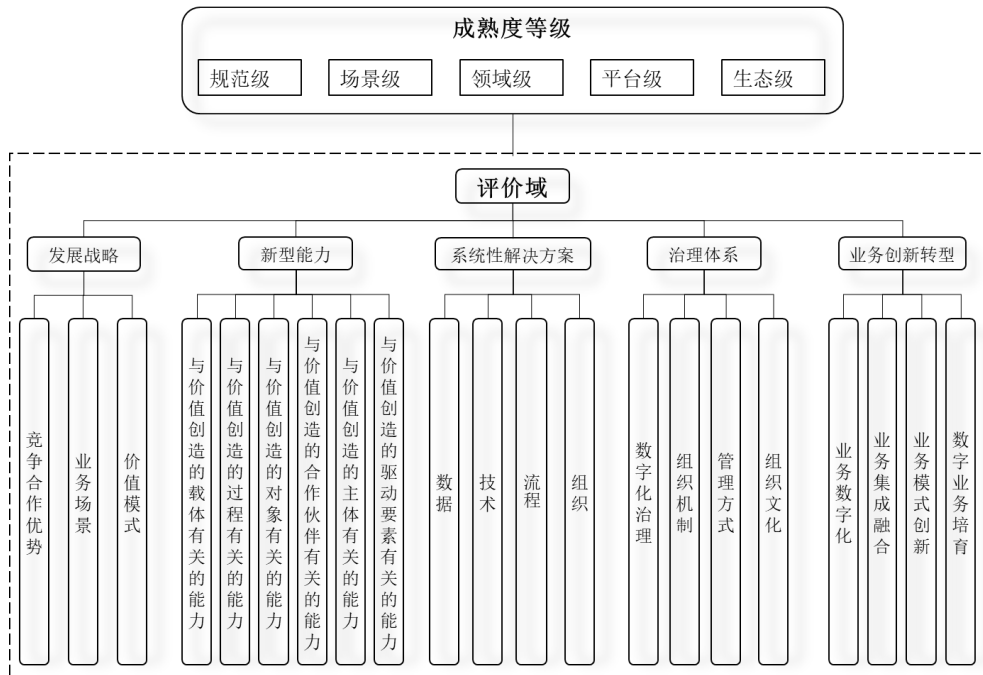 成熟度等级
规范级
场景级
领域级
平台级
生态级
评价域
发展战略
新型能力
系统性解决方案
治理体系
业务创新转型
竞争合作优势
业务场景
价值模式
与价值创造的载体有关的能力
与价值创造的过程有关的能力
与价值创造的对象有关的能力
与价值创造的合作伙伴有关的能力
与价值创造的主体有关的能力
与价值创造的驱动要素有关的能力
数据
技术
流程
组织
数字化治理
组织机制
管理方式
组织文化
业务数字化
业务集成融合
业务模式创新
数字业务培育